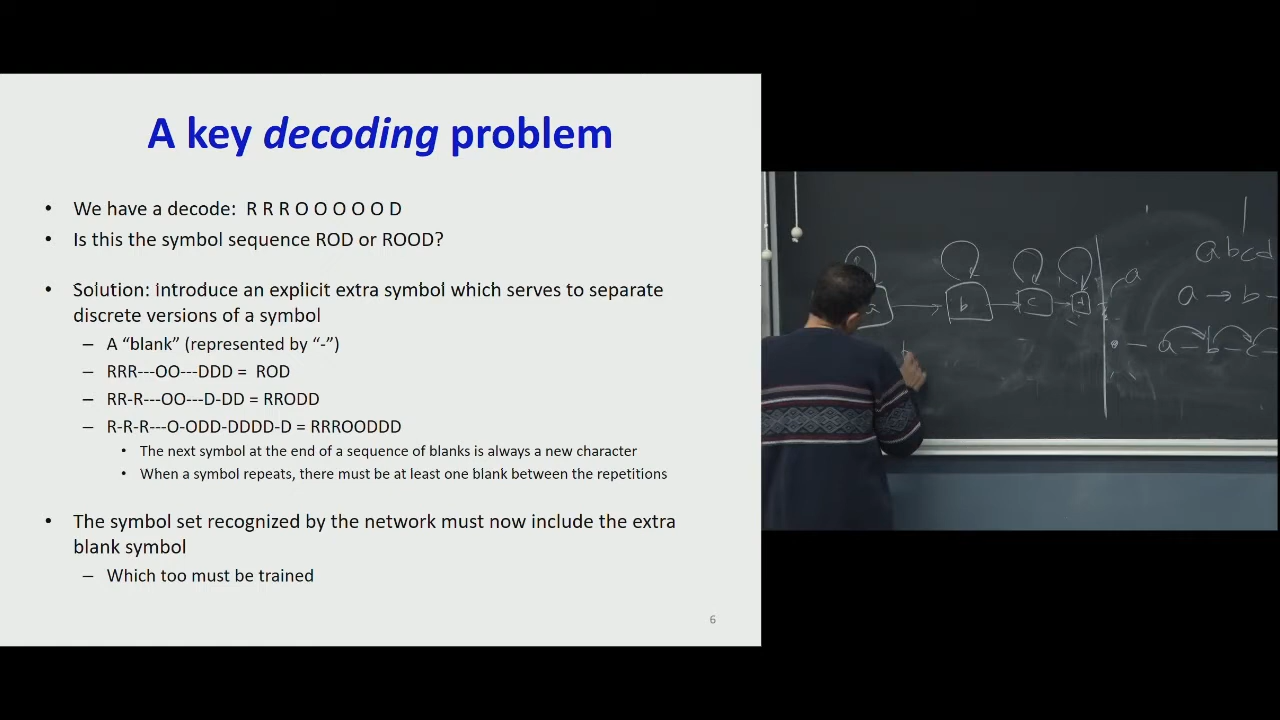 A key decoding problem
• We have a decode: R R R O O O O O D
• Is this the symbol sequence ROD or ROOD?
• Solution: introduce an explicit extra symbol which serves to separate
discrete versions of a symbol
– A “blank” (represented by “-”)
– RRR---OO---DDD = ROD
– RR-R---OO---D-DD = RRODD
– R-R-R---O-ODD-DDDD-D = RRROODDD
• The next symbol at the end of a sequence of blanks is always a new character
• When a symbol repeats, there must be at least one blank between the repetitions
• The symbol set recognized by the network must now include the extra
blank symbol
– Which too must be trained
6
abcd
a
a b c
a → b
a b c